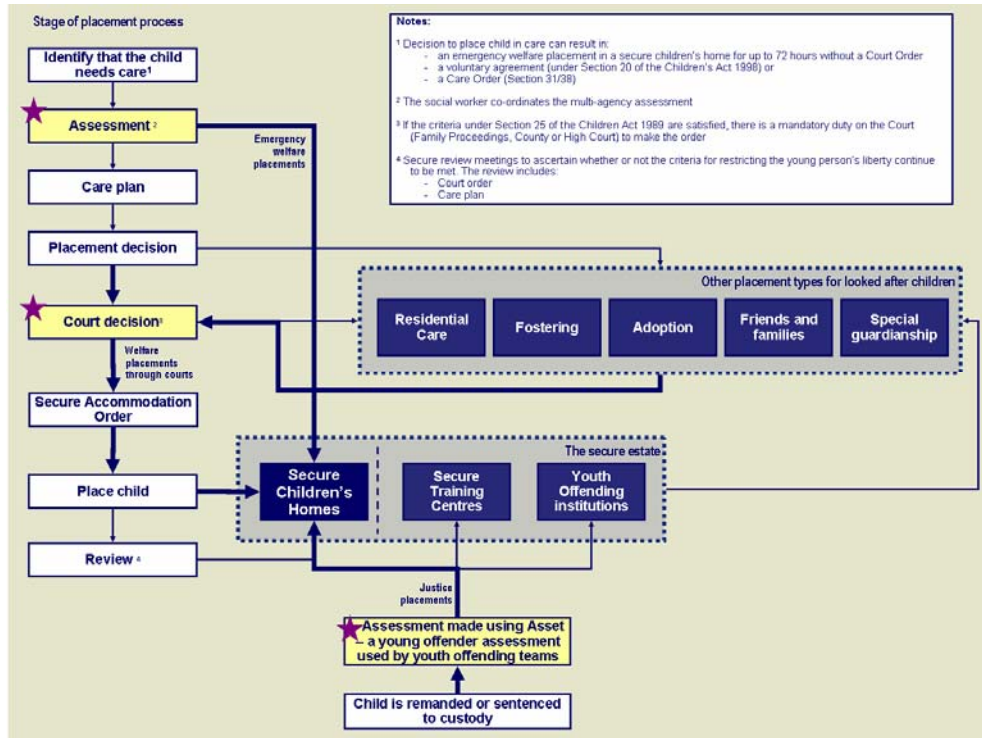 Stage of placement process
Identify that the child
needs care¹
Assessment ²
Care plan
Placement decision
Court decision³
Welfare
placements
through courts
Secure Accommodation
Order
Place child
Review ⁴
Emergency
welfare
placements
Notes:
¹ Decision to place child in care can result in:
- an emergency welfare placement in a secure children's home for up to 72 hours without a Court Order
- a voluntary agreement (under Section 20 of the Children's Act 1998) or
- a Care Order (Section 31/38)
² The social worker co-ordinates the multi-agency assessment
³ If the criteria under Section 25 of the Children Act 1989 are satisfied, there is a mandatory duty on the Court
(Family Proceedings, County or High Court) to make the order
⁴ Secure review meetings to ascertain whether or not the criteria for restricting the young person's liberty continue
to be met. The review includes:
- Court order
- Care plan
Other placement types for looked after children
Residential
Care
Fostering
Adoption
Friends and
families
Special
guardianship
The secure estate
Secure
Children's
Homes
Secure
Training
Centres
Youth
Offending
institutions
Justice
placements
Assessment made using Asset
– a young offender assessment
used by youth offending teams
Child is remanded or sentenced
to custody